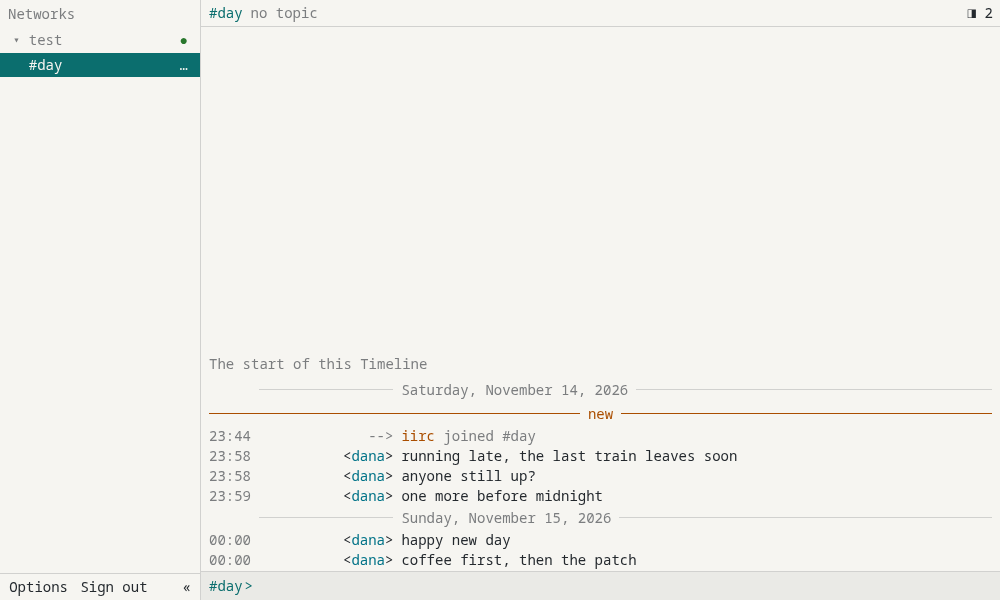 Networks
▾ test ●
#day …
Options Sign out «
#day no topic ◨ 2
The start of this Timeline
Saturday, November 14, 2026
new
23:44 --> iirc joined #day
23:58 <dana> running late, the last train leaves soon
23:58 <dana> anyone still up?
23:59 <dana> one more before midnight
Sunday, November 15, 2026
00:00 <dana> happy new day
00:00 <dana> coffee first, then the patch
#day>